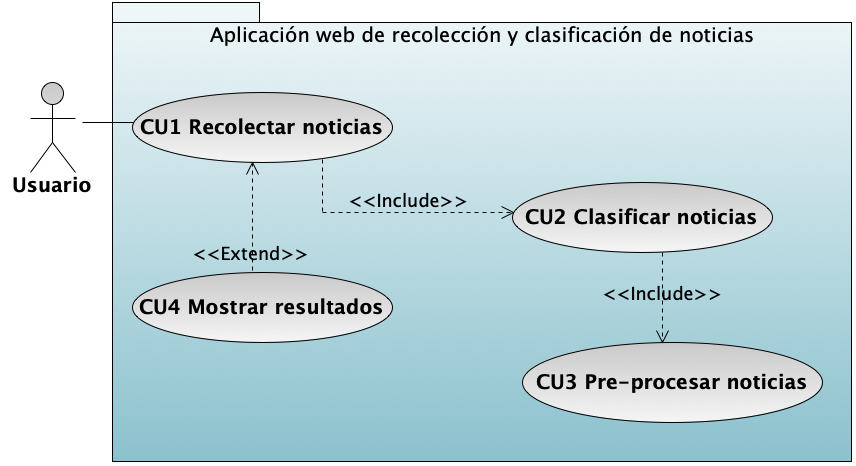 Aplicación web de recolección y clasificación de noticias
CU1 Recolectar noticias
Usuario
<<Include>>
CU2 Clasificar noticias
<<Extend>>
CU4 Mostrar resultados
<<Include>>
CU3 Pre-procesar noticias